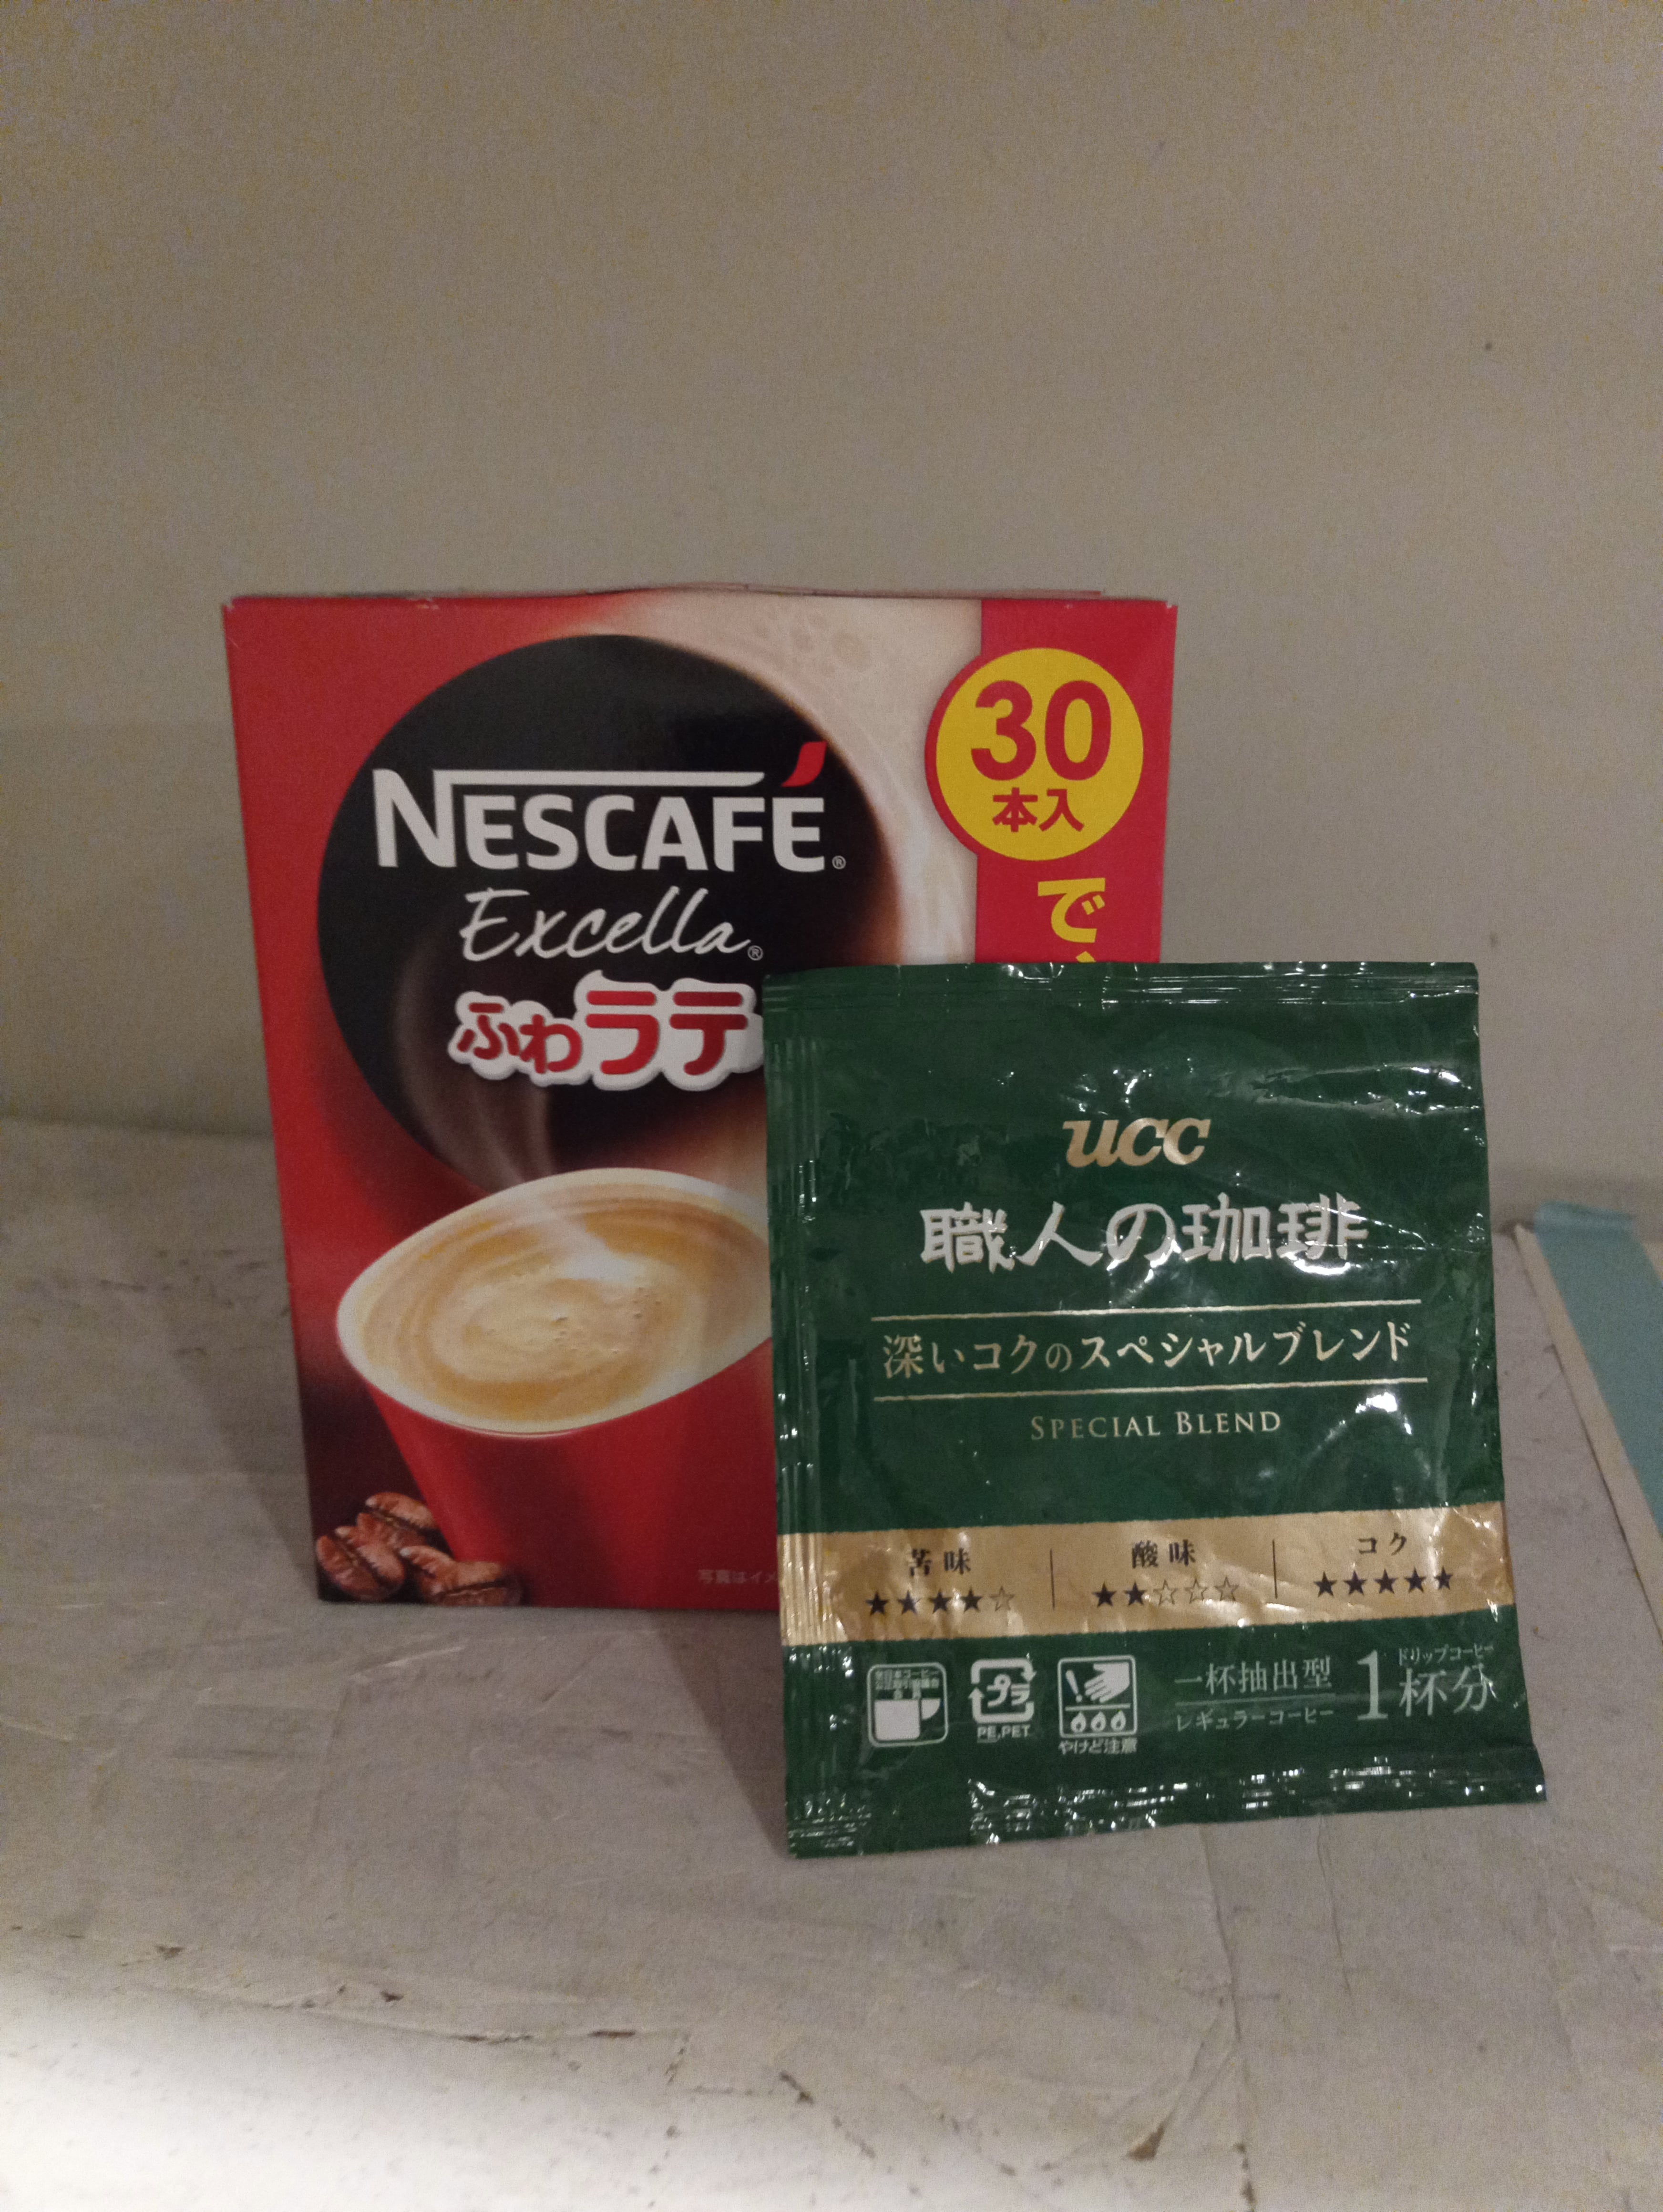 30
本入
で、
NESCAFÉ®
Excella®
ふわラテ
写真はイメ
ucc
職人の珈琲
深いコクのスペシャルブレンド
SPECIAL BLEND
苦味
★★★★☆
酸味
★★☆☆☆
コク
★★★★★
プラ
PE,PET
やけど注意
一杯抽出型
レギュラーコーヒー
ドリップコーヒー
1杯分